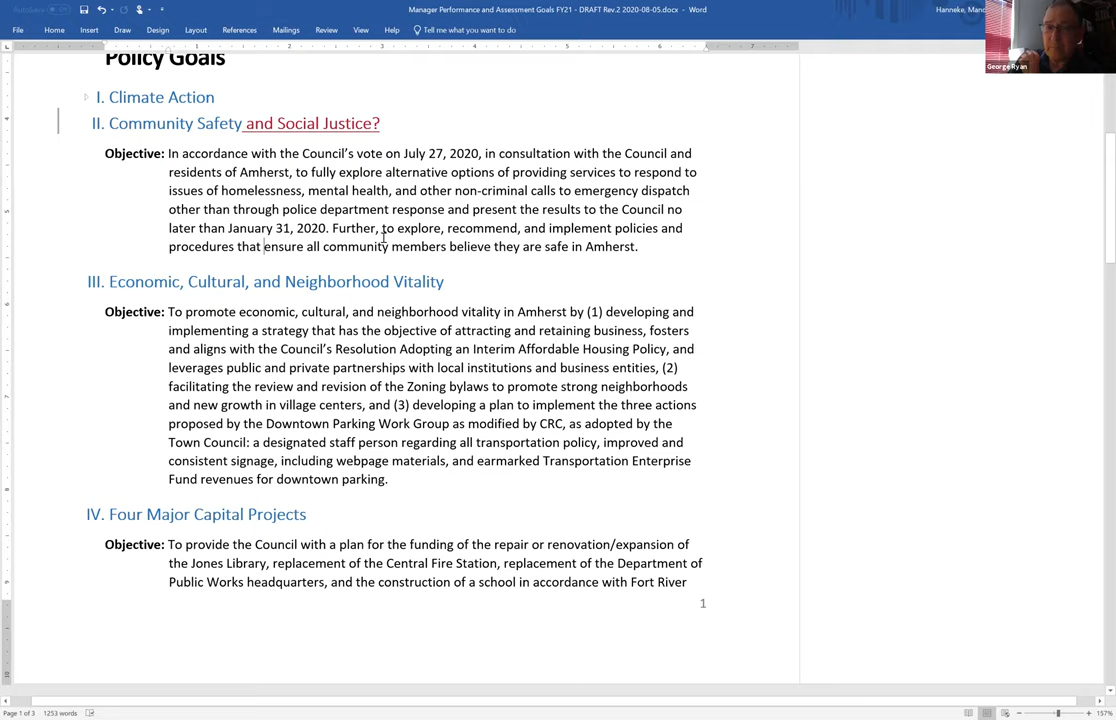 AutoSave Off
Manager Performance and Assessment Goals FY21 - DRAFT Rev.2 2020-08-05.docx - Word
Hanneke, Mand
File Home Insert Draw Design Layout References Mailings Review View Help Tell me what you want to do
George Ryan
Policy Goals
I. Climate Action
II. Community Safety and Social Justice?
Objective: In accordance with the Council's vote on July 27, 2020, in consultation with the Council and
residents of Amherst, to fully explore alternative options of providing services to respond to
issues of homelessness, mental health, and other non-criminal calls to emergency dispatch
other than through police department response and present the results to the Council no
later than January 31, 2020. Further, to explore, recommend, and implement policies and
procedures that ensure all community members believe they are safe in Amherst.
III. Economic, Cultural, and Neighborhood Vitality
Objective: To promote economic, cultural, and neighborhood vitality in Amherst by (1) developing and
implementing a strategy that has the objective of attracting and retaining business, fosters
and aligns with the Council's Resolution Adopting an Interim Affordable Housing Policy, and
leverages public and private partnerships with local institutions and business entities, (2)
facilitating the review and revision of the Zoning bylaws to promote strong neighborhoods
and new growth in village centers, and (3) developing a plan to implement the three actions
proposed by the Downtown Parking Work Group as modified by CRC, as adopted by the
Town Council: a designated staff person regarding all transportation policy, improved and
consistent signage, including webpage materials, and earmarked Transportation Enterprise
Fund revenues for downtown parking.
IV. Four Major Capital Projects
Objective: To provide the Council with a plan for the funding of the repair or renovation/expansion of
the Jones Library, replacement of the Central Fire Station, replacement of the Department of
Public Works headquarters, and the construction of a school in accordance with Fort River
1
Page 1 of 3 1253 words
157%